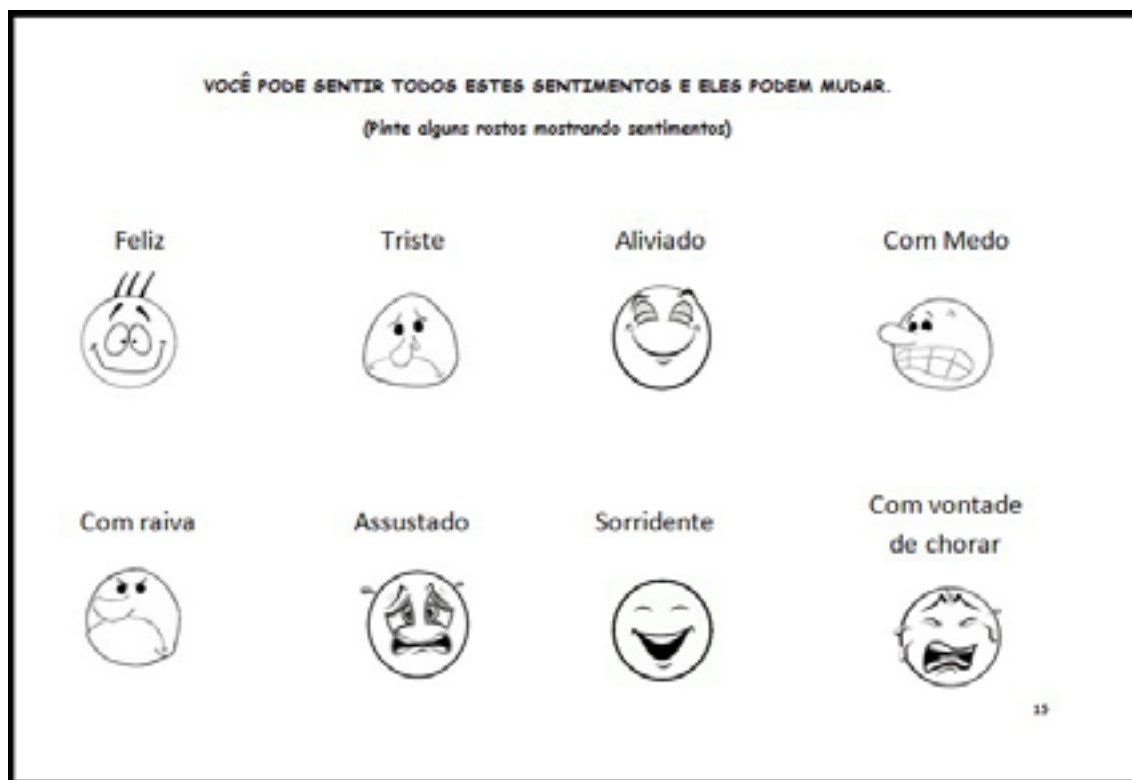 VOCÊ PODE SENTIR TODOS ESTES SENTIMENTOS E ELES PODEM MUDAR.
(Pinte alguns rostos mostrando sentimentos)
Feliz
Triste
Aliviado
Com Medo
Com raiva
Assustado
Sorridente
Com vontade
de chorar
15